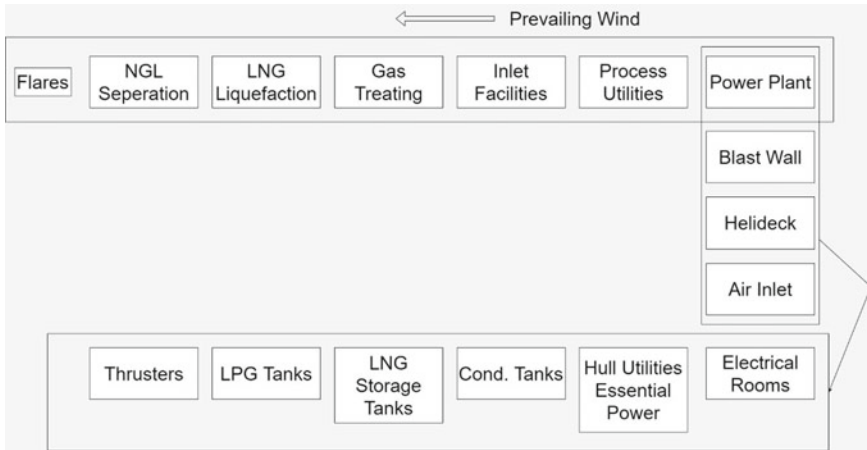 Prevailing Wind
Flares
NGL
Seperation
LNG
Liquefaction
Gas
Treating
Inlet
Facilities
Process
Utilities
Power Plant
Blast Wall
Helideck
Air Inlet
Thrusters
LPG Tanks
LNG
Storage
Tanks
Cond. Tanks
Hull Utilities
Essential
Power
Electrical
Rooms